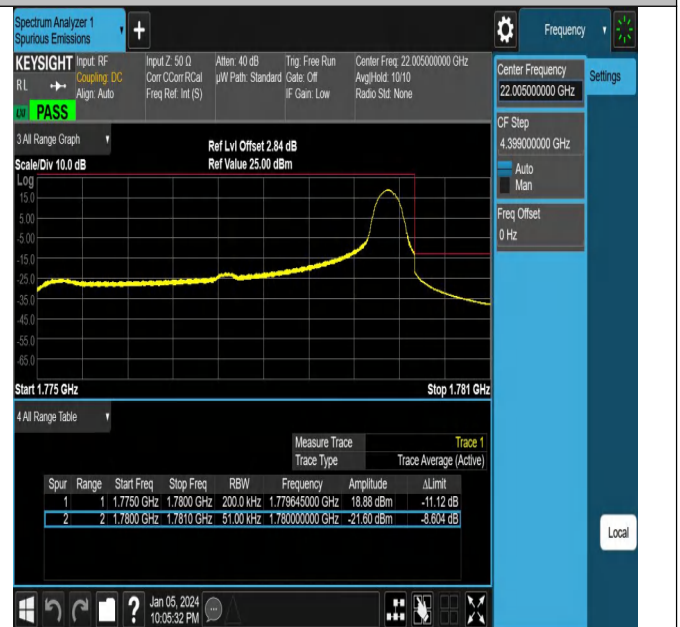 Spectrum Analyzer 1
Spurious Emissions
+
Frequency
KEYSIGHT Input: RF Input Z: 50 Ω Atten: 40 dB Trig: Free Run Center Freq: 22.005000000 GHz
RL Coupling: DC Corr CCorr RCal µW Path: Standard Gate: Off Avg|Hold: 10/10
Align: Auto Freq Ref: Int (S) IF Gain: Low Radio Std: None
PASS
Center Frequency
22.005000000 GHz
Settings
CF Step
4.399000000 GHz
Auto
Man
Freq Offset
0 Hz
3 All Range Graph
Ref Lvl Offset 2.84 dB
Scale/Div 10.0 dB Ref Value 25.00 dBm
Log
15.0
5.00
-5.00
-15.0
-25.0
-35.0
-45.0
-55.0
-65.0
Start 1.775 GHz Stop 1.781 GHz
4 All Range Table
Measure Trace Trace 1
Trace Type Trace Average (Active)
Spur Range Start Freq Stop Freq RBW Frequency Amplitude ΔLimit
1 1 1.7750 GHz 1.7800 GHz 200.0 kHz 1.779645000 GHz 18.88 dBm -11.12 dB
2 2 1.7800 GHz 1.7810 GHz 51.00 kHz 1.780000000 GHz -21.60 dBm -8.604 dB
Local
? Jan 05, 2024
10:05:32 PM